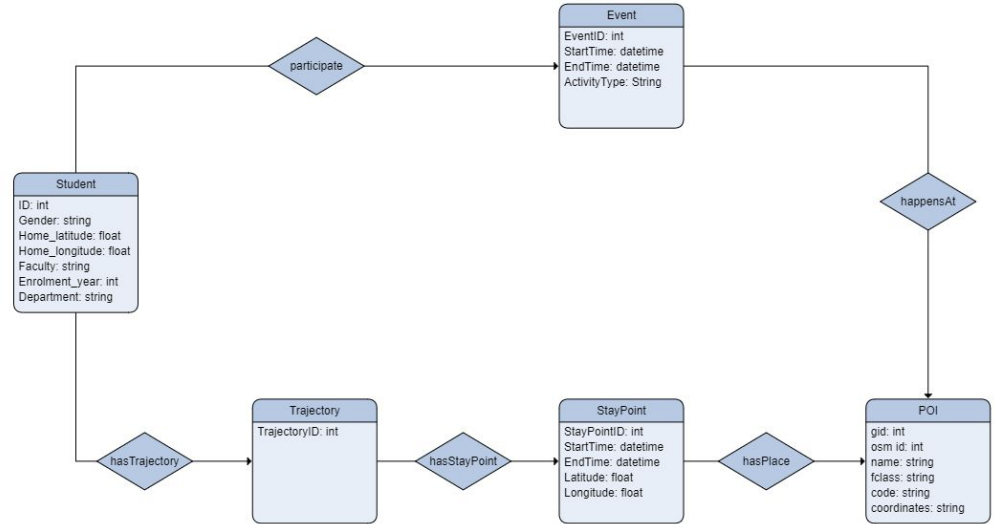 Event
EventID: int
StartTime: datetime
EndTime: datetime
ActivityType: String
participate
happensAt
Student
ID: int
Gender: string
Home_latitude: float
Home_longitude: float
Faculty: string
Enrolment_year: int
Department: string
hasTrajectory
Trajectory
TrajectoryID: int
hasStayPoint
StayPoint
StayPointID: int
StartTime: datetime
EndTime: datetime
Latitude: float
Longitude: float
hasPlace
POI
gid: int
osm id: int
name: string
fclass: string
code: string
coordinates: string